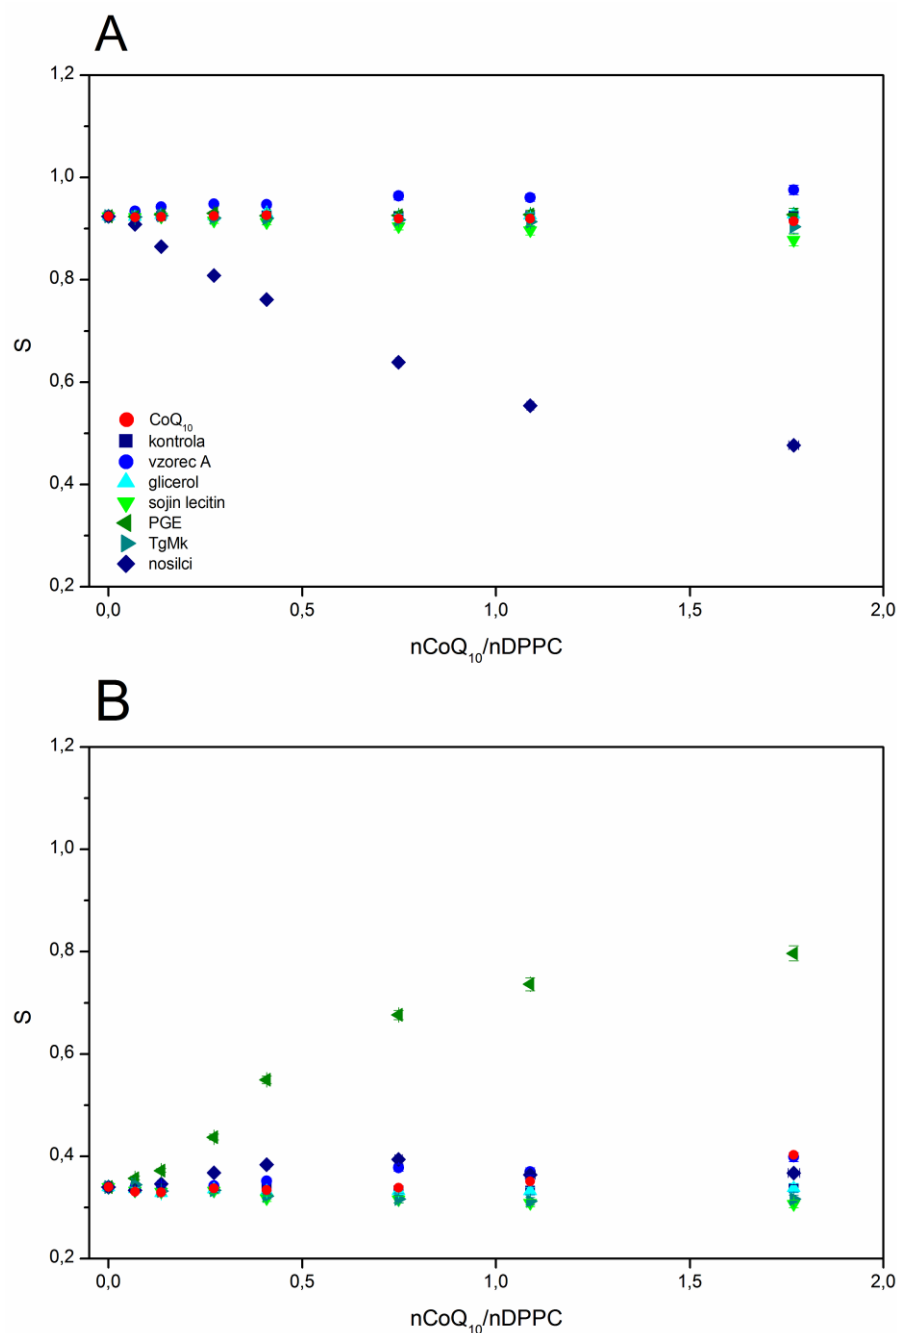 A
1,2
1,0
0,8
S
0,6
0,4
0,2
CoQ₁₀
kontrola
vzorec A
glicerol
sojin lecitin
PGE
TgMk
nosilci
0,0 0,5 1,0 1,5 2,0
nCoQ₁₀/nDPPC
B
1,2
1,0
0,8
S
0,6
0,4
0,2
0,0 0,5 1,0 1,5 2,0
nCoQ₁₀/nDPPC